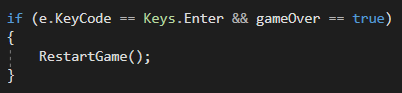 if (e.KeyCode == Keys.Enter && gameOver == true)
{
    RestartGame();
}